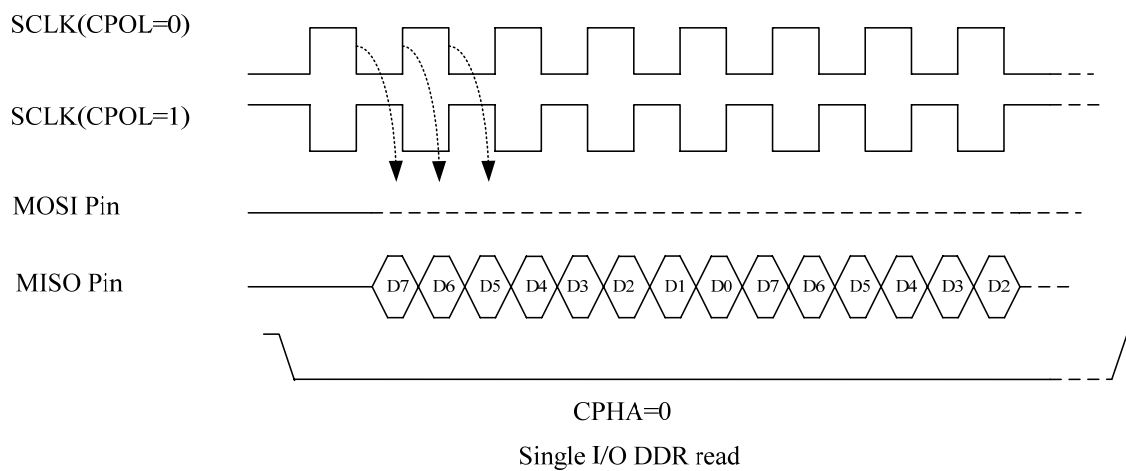 SCLK(CPOL=0)
SCLK(CPOL=1)
MOSI Pin
MISO Pin
D7 D6 D5 D4 D3 D2 D1 D0 D7 D6 D5 D4 D3 D2
CPHA=0
Single I/O DDR read